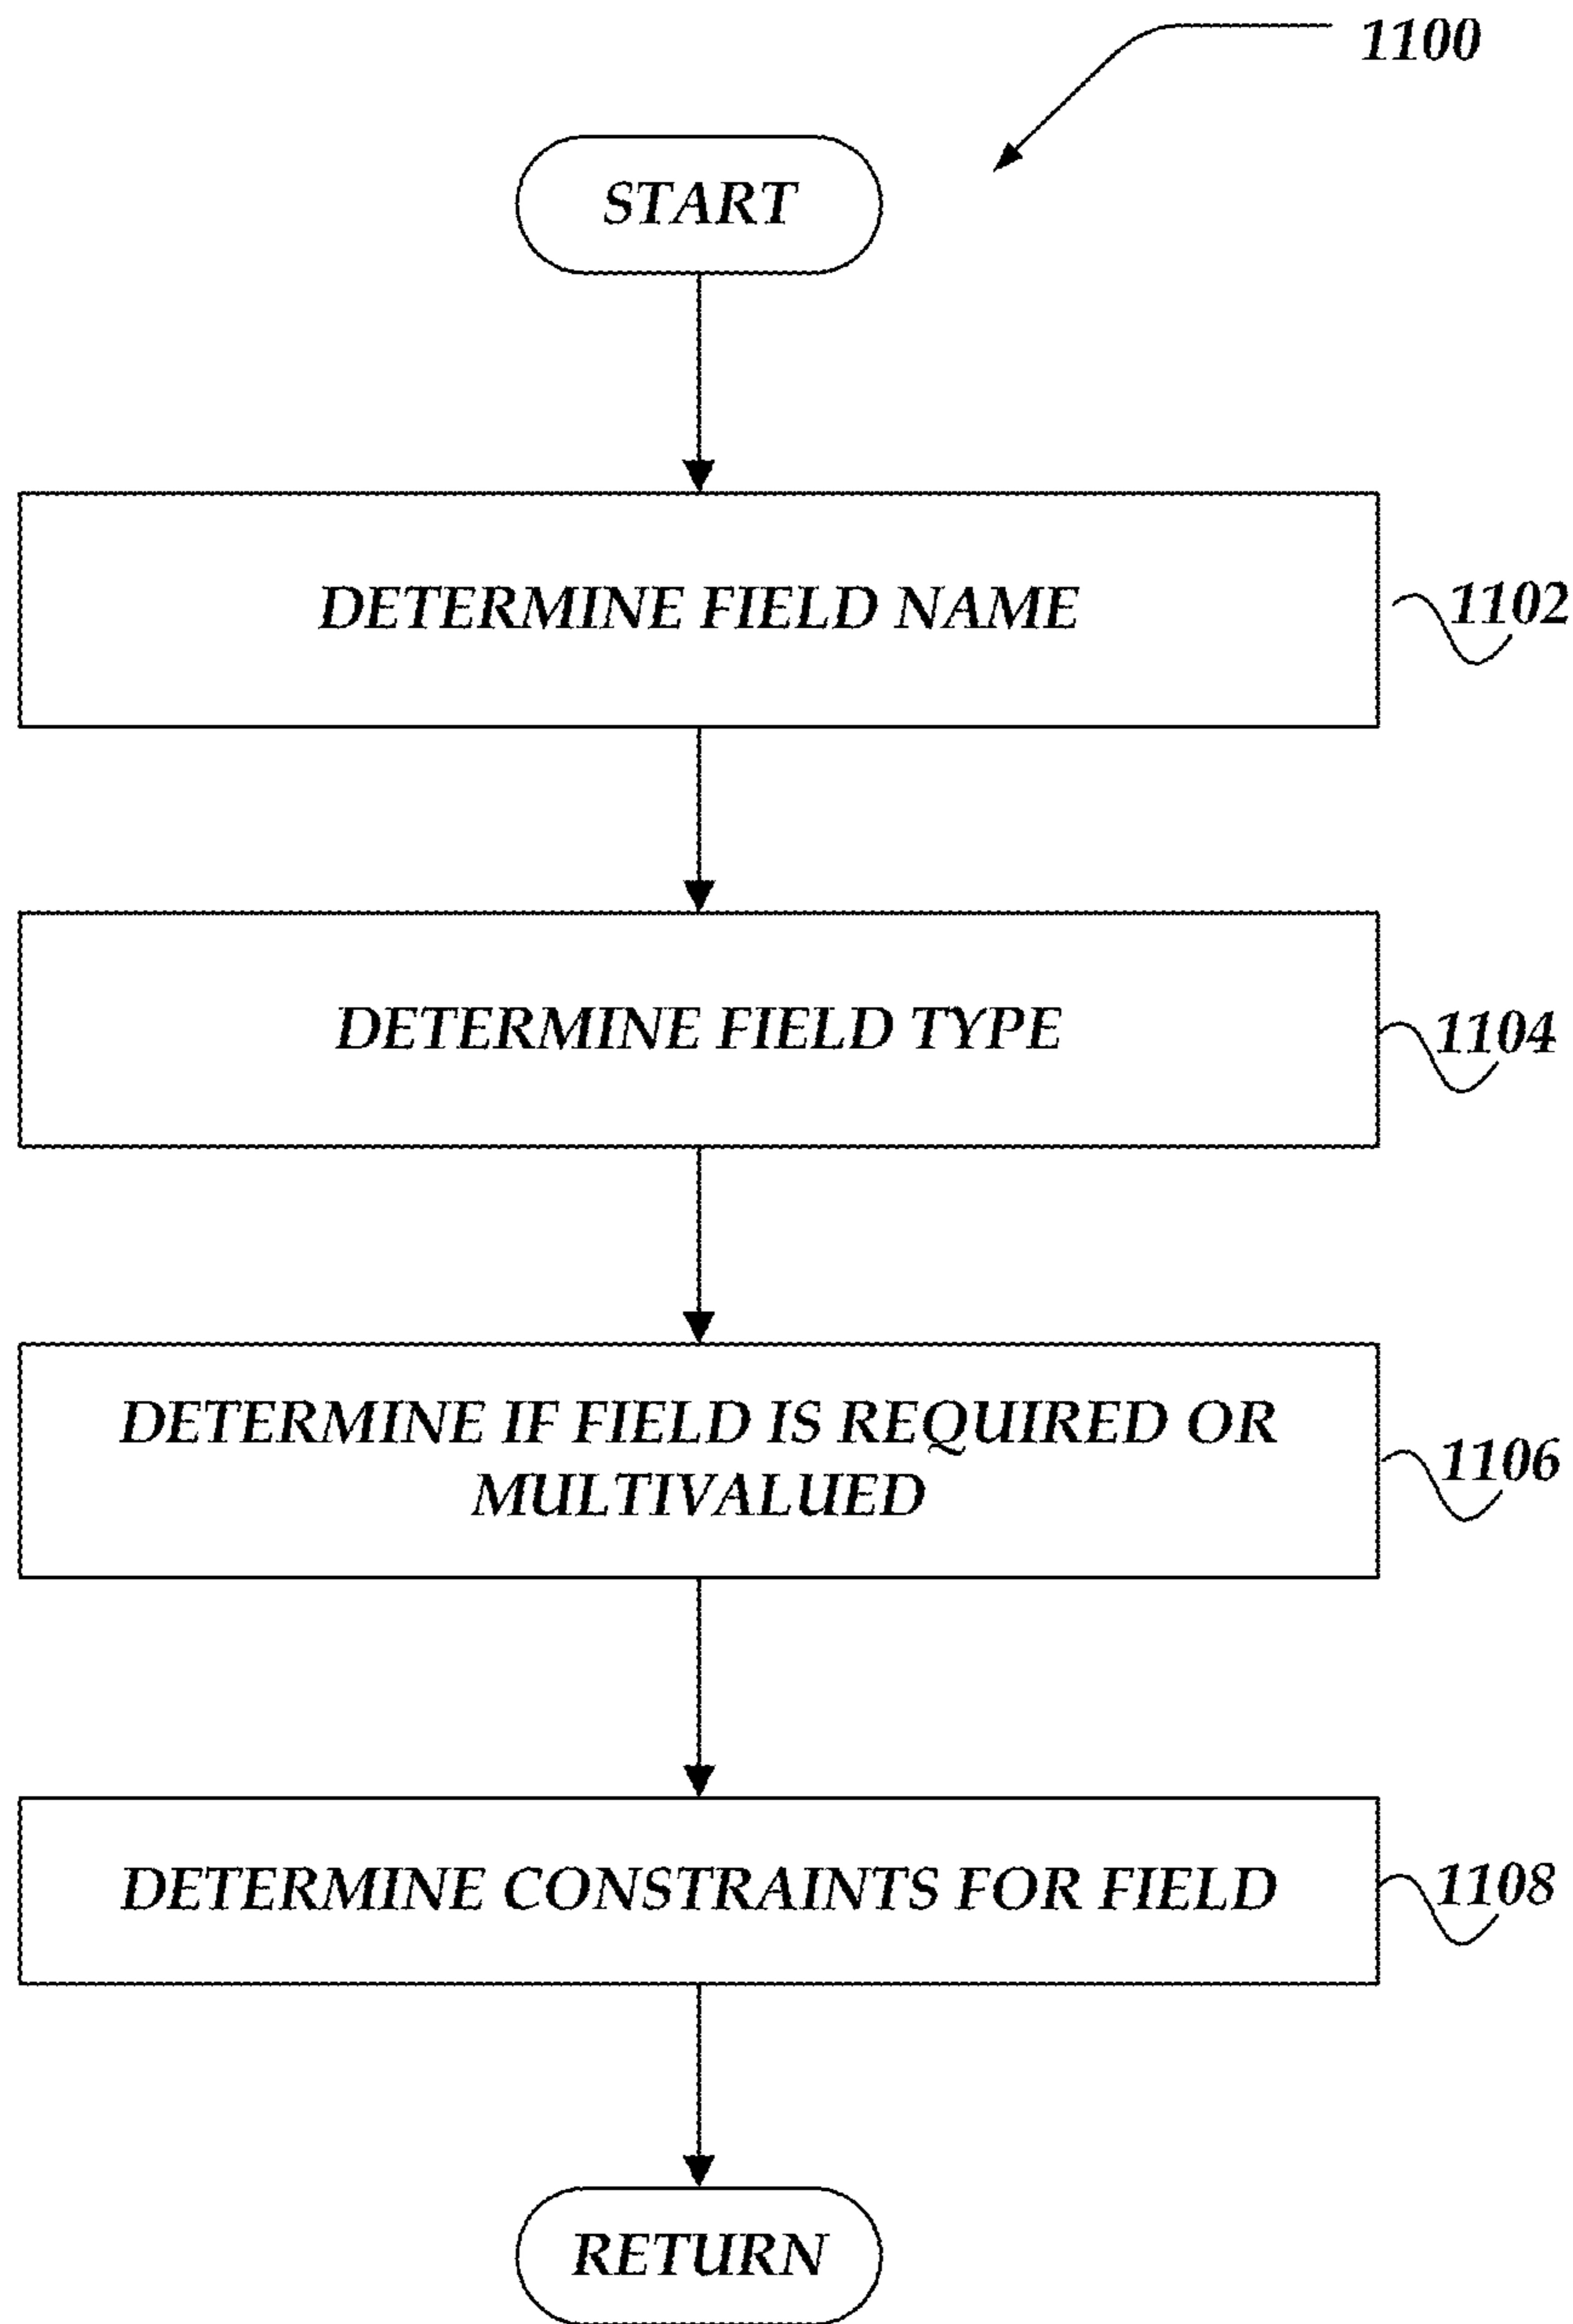 1100
START
DETERMINE FIELD NAME
1102
DETERMINE FIELD TYPE
1104
DETERMINE IF FIELD IS REQUIRED OR
MULTIVALUED
1106
DETERMINE CONSTRAINTS FOR FIELD
1108
RETURN